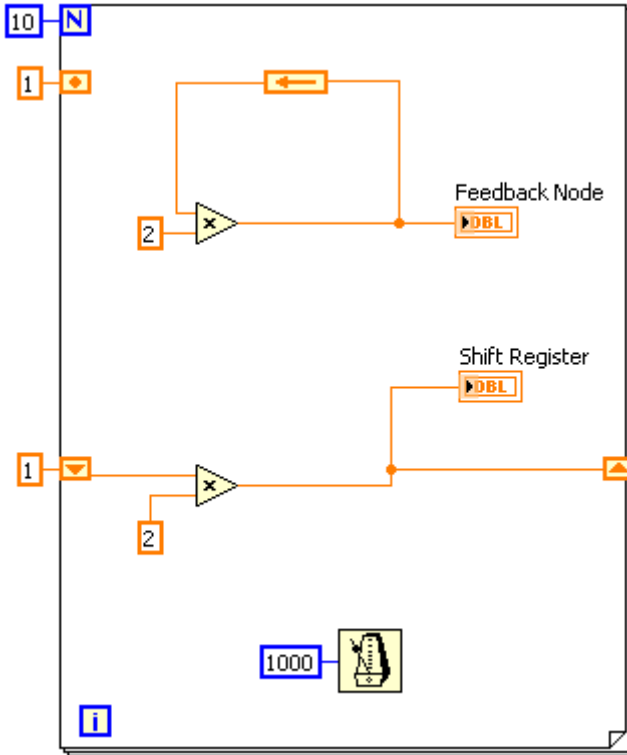 10 N
1
Feedback Node
2 × DBL
Shift Register
DBL
1 ×
2
1000
i